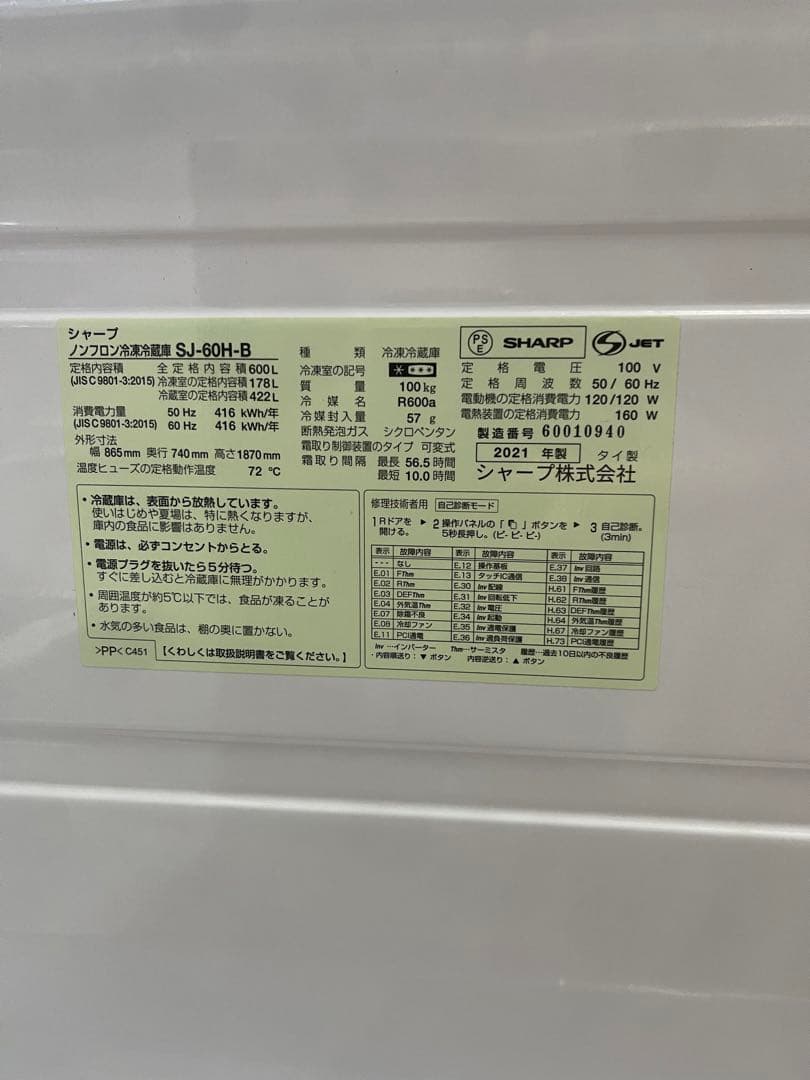 シャープ
ノンフロン冷凍冷蔵庫 SJ-60H-B
定格内容積 全定格内容積 600L
(JIS C 9801-3:2015) 冷凍室の定格内容積 178L
冷蔵室の定格内容積 422L
消費電力量 50 Hz 416 kWh/年
(JIS C 9801-3:2015) 60 Hz 416 kWh/年
外形寸法
幅 865mm 奥行 740mm 高さ1870mm
温度ヒューズの定格動作温度 72 ℃
種類 冷凍冷蔵庫
冷凍室の記号
質量 100kg
冷媒名 R600a
冷媒封入量 57 g
断熱発泡ガス シクロペンタン
霜取り制御装置のタイプ 可変式
霜取り間隔 最長 56.5 時間
最短 10.0 時間
PS E SHARP JET
定格電圧 100 V
定格周波数 50 / 60 Hz
電動機の定格消費電力 120/120 W
電熱装置の定格消費電力 160 W
製造番号 60010940
2021 年製 タイ製
シャープ株式会社
・冷蔵庫は、表面から放熱しています。
使いはじめや夏場は、特に熱くなりますが、
庫内の食品に影響はありません。
・電源は、必ずコンセントからとる。
・電源プラグを抜いたら5分待つ。
すぐに差し込むと冷蔵庫に無理がかかります。
・周囲温度が約5℃以下では、食品が凍ることが
あります。
・水気の多い食品は、棚の奥に置かない。
>PP< C451 【くわしくは取扱説明書をご覧ください。】
修理技術者用 自己診断モード
1 Rドアを開ける。 ▶ 2 操作パネルの「」ボタンを5秒長押し。(ピ・ピ・ピ・) ▶ 3 自己診断。(3min)
表示 故障内容 表示 故障内容 表示 故障内容
--- なし E.12 操作基板 E.37 Inv 回路
E.01 FThm E.13 タッチIC通信 E.38 Inv 通信
E.02 RThm E.30 Inv 配線 H.61 FThm履歴
E.03 DEFThm E.31 Inv 回転低下 H.62 RThm履歴
E.04 外気温Thm E.32 Inv 電圧 H.63 DEFThm履歴
E.07 除霜不良 E.34 Inv 起動 H.64 外気温Thm履歴
E.08 冷却ファン E.35 Inv 過電保護 H.67 冷却ファン履歴
E.11 PCI通電 E.36 Inv 過負荷保護 H.73 PCI通電履歴
Inv …インバーター Thm…サーミスタ 履歴…過去10日以内の不良履歴
・内容順送り：▼ ボタン 内容逆送り：▲ ボタン